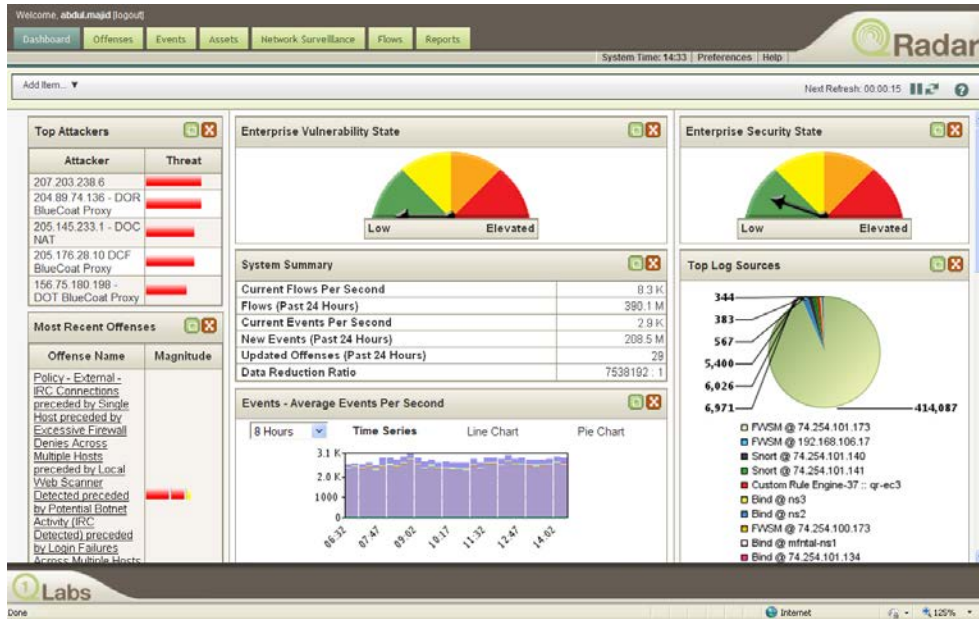 Welcome, abdul.majid [logout]
Dashboard Offenses Events Assets Network Surveillance Flows Reports
System Time: 14:33 | Preferences | Help
QRadar
Add Item... ▼
Next Refresh: 00:00:15
Top Attackers
Attacker Threat
207.203.238.6
204.89.74.136 - DOR
BlueCoat Proxy
205.145.233.1 - DOC
NAT
205.176.28.10 DCF
BlueCoat Proxy
156.75.180.198 -
DOT BlueCoat Proxy
Most Recent Offenses
Offense Name Magnitude
Policy - External -
IRC Connections
preceded by Single
Host preceded by
Excessive Firewall
Denies Across
Multiple Hosts
preceded by Local
Web Scanner
Detected preceded
by Potential Botnet
Activity (IRC
Detected) preceded
by Login Failures
Across Multiple Hosts
Enterprise Vulnerability State
Low Elevated
System Summary
Current Flows Per Second 8.3 K
Flows (Past 24 Hours) 390.1 M
Current Events Per Second 2.9 K
New Events (Past 24 Hours) 208.5 M
Updated Offenses (Past 24 Hours) 29
Data Reduction Ratio 7538192 : 1
Events - Average Events Per Second
8 Hours Time Series Line Chart Pie Chart
3.1 K
2.0 K
1000
0
06:32 07:47 09:02 10:17 11:32 12:47 14:02
Enterprise Security State
Low Elevated
Top Log Sources
344
383
567
5,400
6,026
6,971
414,087
FWSM @ 74.254.101.173
FWSM @ 192.168.106.17
Snort @ 74.254.101.140
Snort @ 74.254.101.141
Custom Rule Engine-37 :: qr-ec3
Bind @ ns3
Bind @ ns2
FWSM @ 74.254.100.173
Bind @ mfntal-ns1
Bind @ 74.254.101.134
1 Labs
Done
Internet
125%